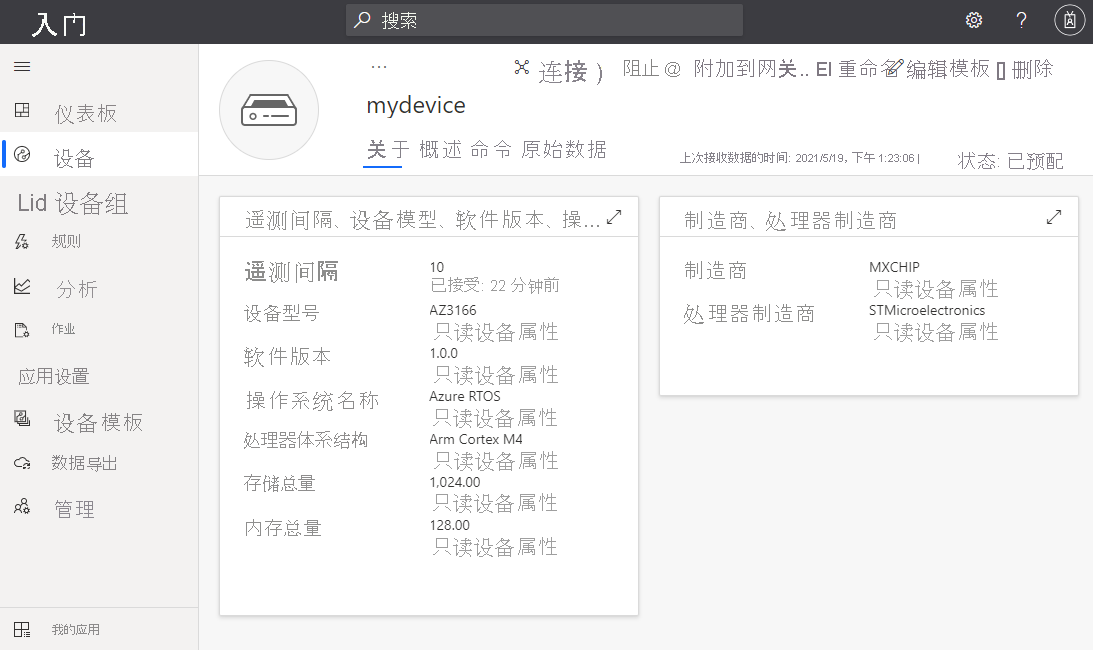 入门
搜索
?
仪表板
设备
Lid 设备组
规则
分析
作业
应用设置
设备模板
数据导出
管理
我的应用
...
连接 )
阻止@ 附加到网关.. EI 重命名 编辑模板 删除
mydevice
关于 概述 命令 原始数据
上次接收数据的时间: 2021/5/19, 下午 1:23:06 |
状态: 已预配
遥测间隔、设备模型、软件版本、操...
遥测间隔
10
已接受: 22 分钟前
设备型号
AZ3166
只读设备属性
软件版本
1.0.0
只读设备属性
操作系统名称
Azure RTOS
只读设备属性
处理器体系结构
Arm Cortex M4
只读设备属性
存储总量
1,024.00
只读设备属性
内存总量
128.00
只读设备属性
制造商、处理器制造商
制造商
MXCHIP
只读设备属性
处理器制造商
STMicroelectronics
只读设备属性